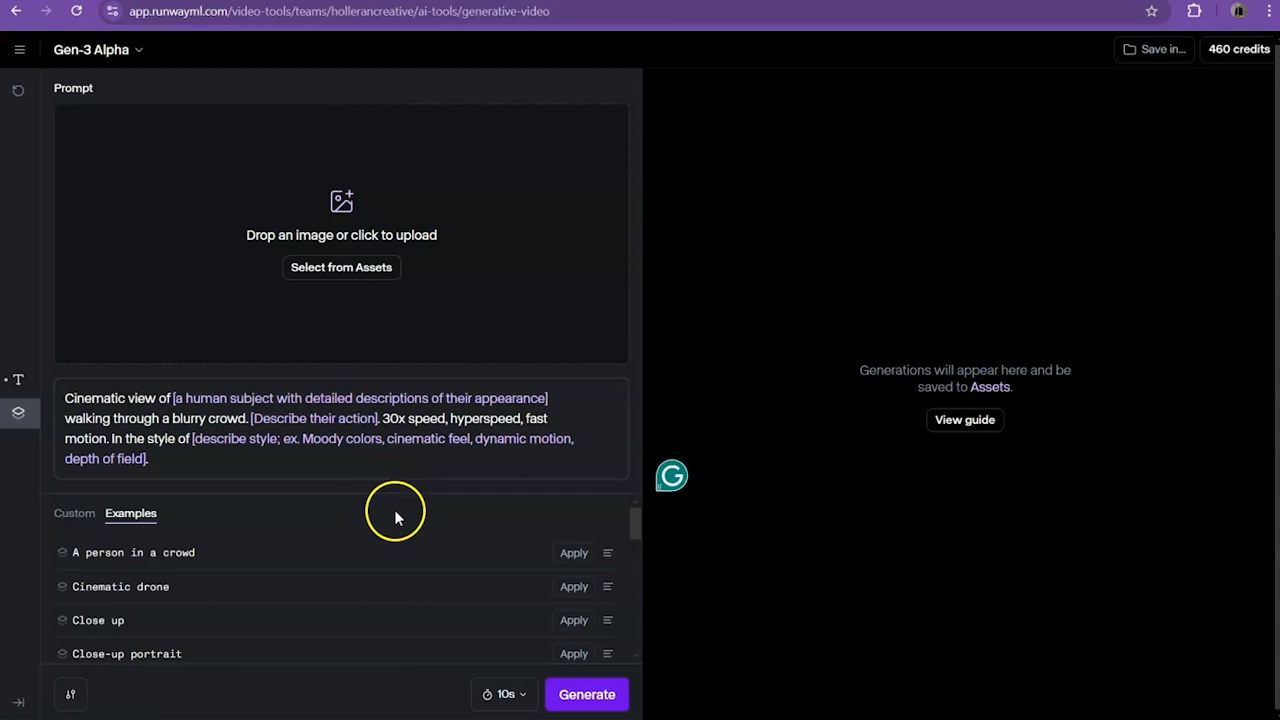 app.runwayml.com/video-tools/teams/hollerancreative/ai-tools/generative-video
Gen-3 Alpha
Save in...
460 credits
Prompt
Drop an image or click to upload
Select from Assets
T
Cinematic view of [a human subject with detailed descriptions of their appearance]
walking through a blurry crowd. [Describe their action]. 30x speed, hyperspeed, fast
motion. In the style of [describe style; ex. Moody colors, cinematic feel, dynamic motion,
depth of field].
Generations will appear here and be
saved to Assets.
View guide
G
Custom Examples
A person in a crowd Apply
Cinematic drone Apply
Close up Apply
Close-up portrait Apply
10s
Generate